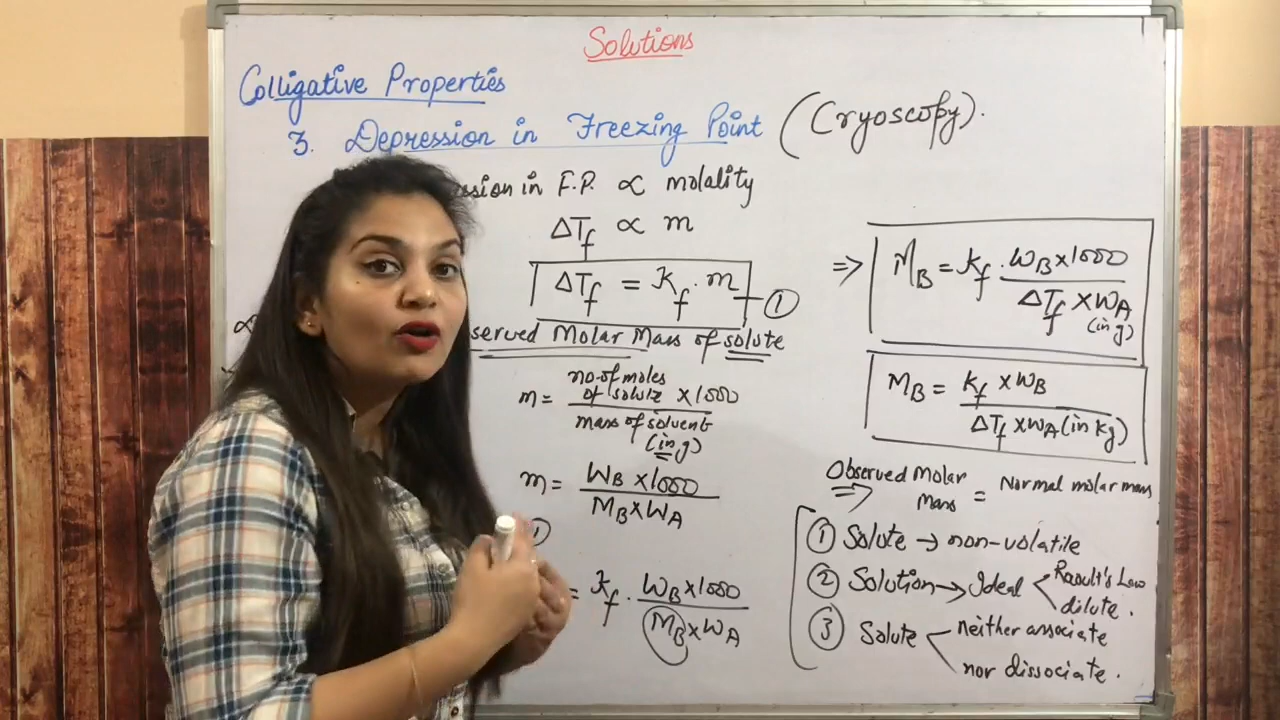 Solutions
Colligative Properties
3. Depression in Freezing Point (Cryoscopy).
ssion in F.P. ∝ molality
ΔTf ∝ m
ΔTf = Kf . m ①
served Molar Mass of solute
m = no. of moles of solute × 1000 / mass of solvent (in g)
m = WB × 1000 / MB × WA
①
= Kf . WB × 1000 / MB × WA
⇒ MB = Kf . WB × 1000 / ΔTf × WA (in g)
MB = Kf × WB / ΔTf × WA (in kg)
Observed Molar Mass = Normal molar mass
⇒
① Solute → non-volatile
② Solution → Ideal < Raoult's Law
dilute.
③ Solute < neither associate
nor dissociate.